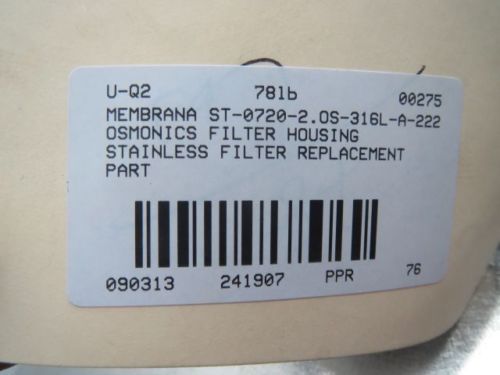 U-Q2 781b 00275
MEMBRANA ST-0720-2.OS-316L-A-222
OSMONICS FILTER HOUSING
STAINLESS FILTER REPLACEMENT
PART
090313 241907 PPR 76